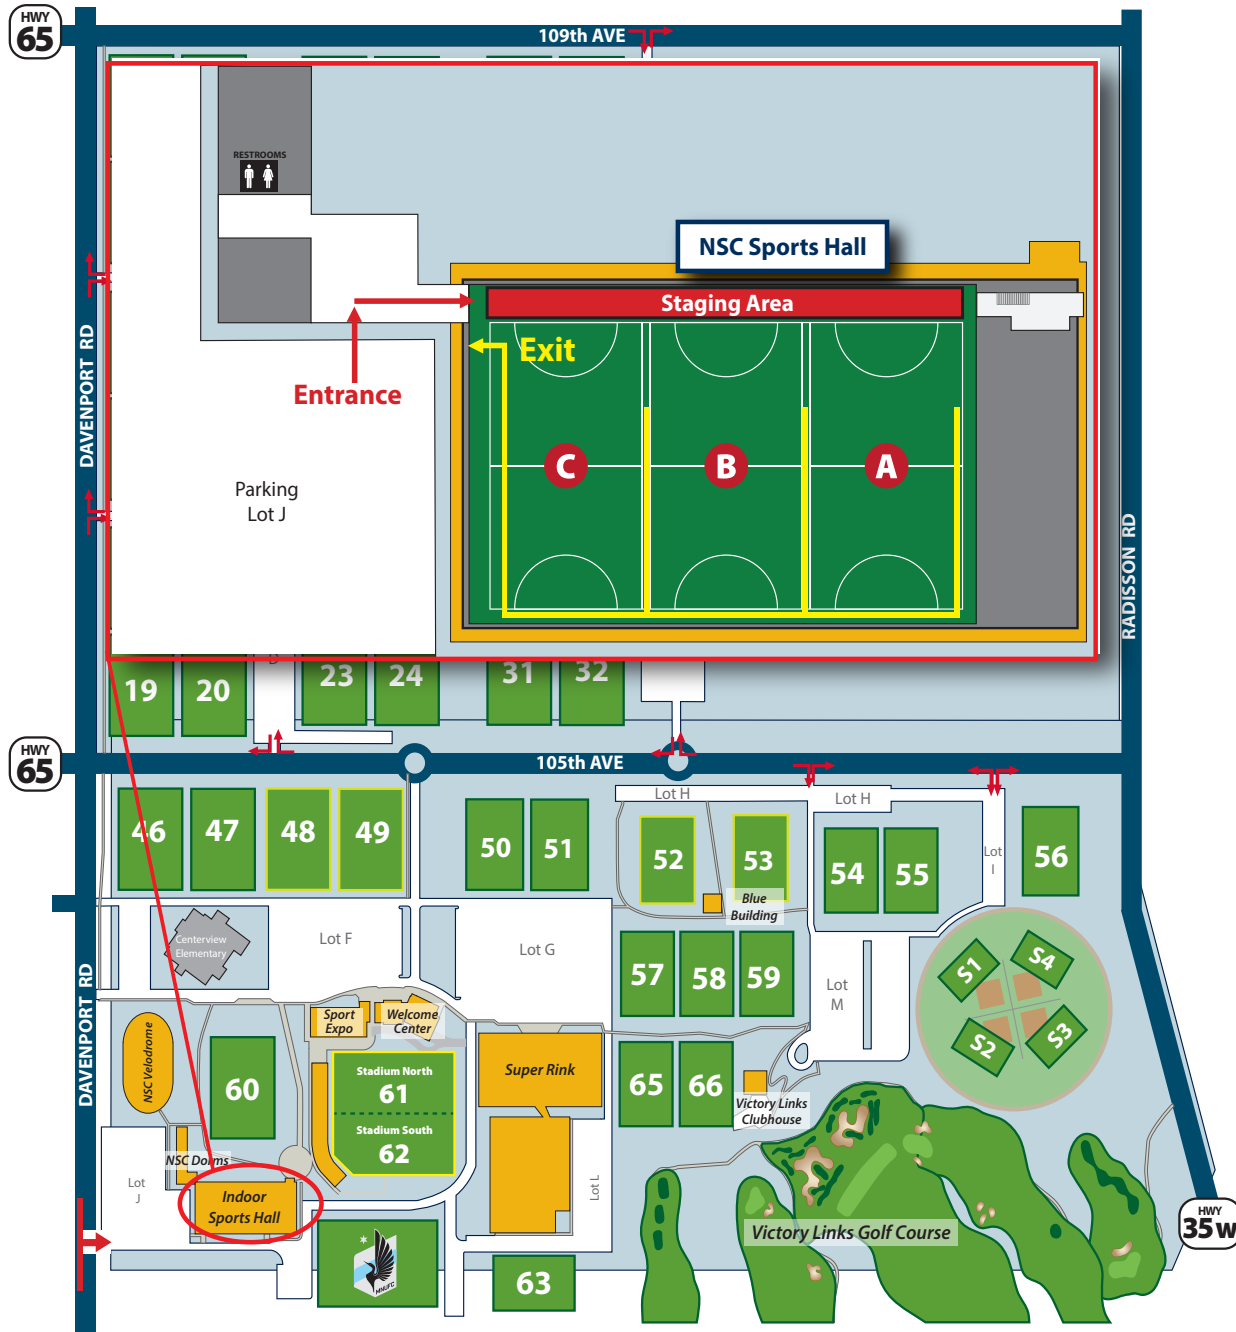 HWY
65
109th AVE
RESTROOMS
NSC Sports Hall
Staging Area
Exit
Entrance
DAVENPORT RD
C
B
A
Parking
Lot J
RADISSON RD
19
20
23
24
31
32
HWY
65
105th AVE
Lot H
Lot H
46
47
48
49
50
51
52
53
54
55
Lot
I
56
Blue
Building
Centerview
Elementary
Lot F
Lot G
57
58
59
Lot
M
S1
S4
S2
S3
DAVENPORT RD
NSC Velodrome
Sport
Expo
Welcome
Center
60
Stadium North
61
Stadium South
62
Super Rink
65
66
Victory Links
Clubhouse
NSC Dorms
Lot
J
Indoor
Sports Hall
Lot L
MNUFC
63
Victory Links Golf Course
HWY
35W